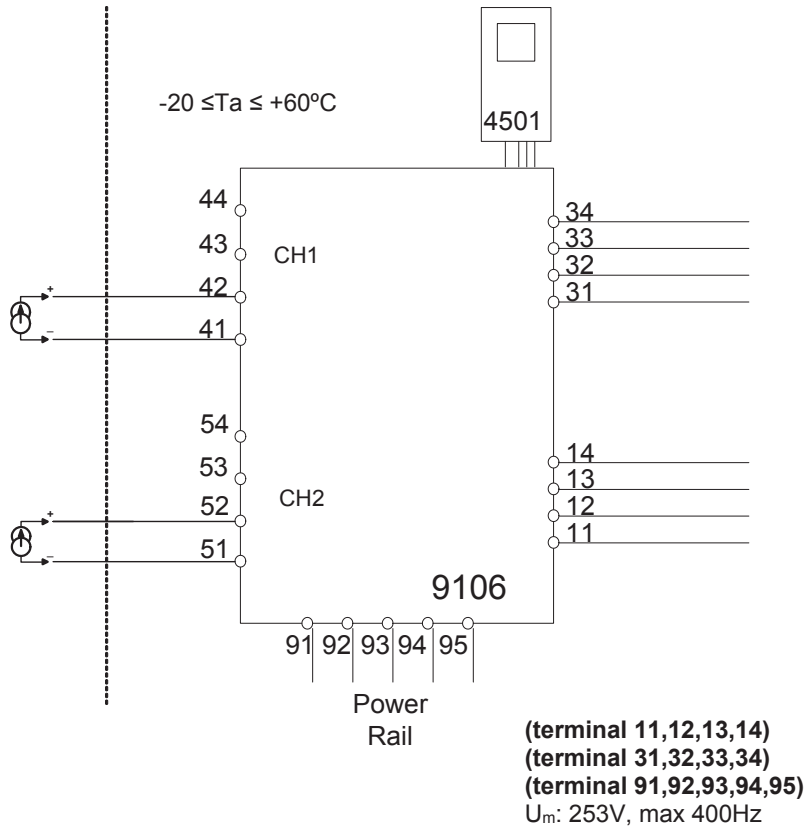 -20 ≤Ta ≤ +60ºC
4501
44
43
CH1
42
41
+
–
54
53
CH2
52
51
+
–
34
33
32
31
14
13
12
11
9106
91 92 93 94 95
Power
Rail
(terminal 11,12,13,14)
(terminal 31,32,33,34)
(terminal 91,92,93,94,95)
Um: 253V, max 400Hz